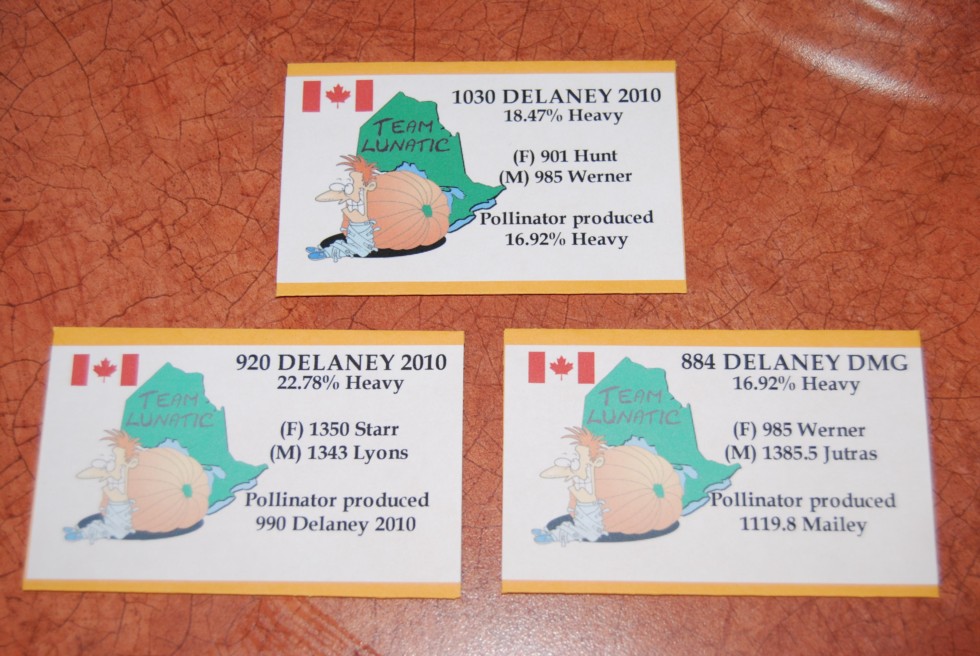 TEAM
LUNATIC
1030 DELANEY 2010
18.47% Heavy
(F) 901 Hunt
(M) 985 Werner
Pollinator produced
16.92% Heavy
TEAM
LUNATIC
920 DELANEY 2010
22.78% Heavy
(F) 1350 Starr
(M) 1343 Lyons
Pollinator produced
990 Delaney 2010
TEAM
LUNATIC
884 DELANEY DMG
16.92% Heavy
(F) 985 Werner
(M) 1385.5 Jutras
Pollinator produced
1119.8 Mailey